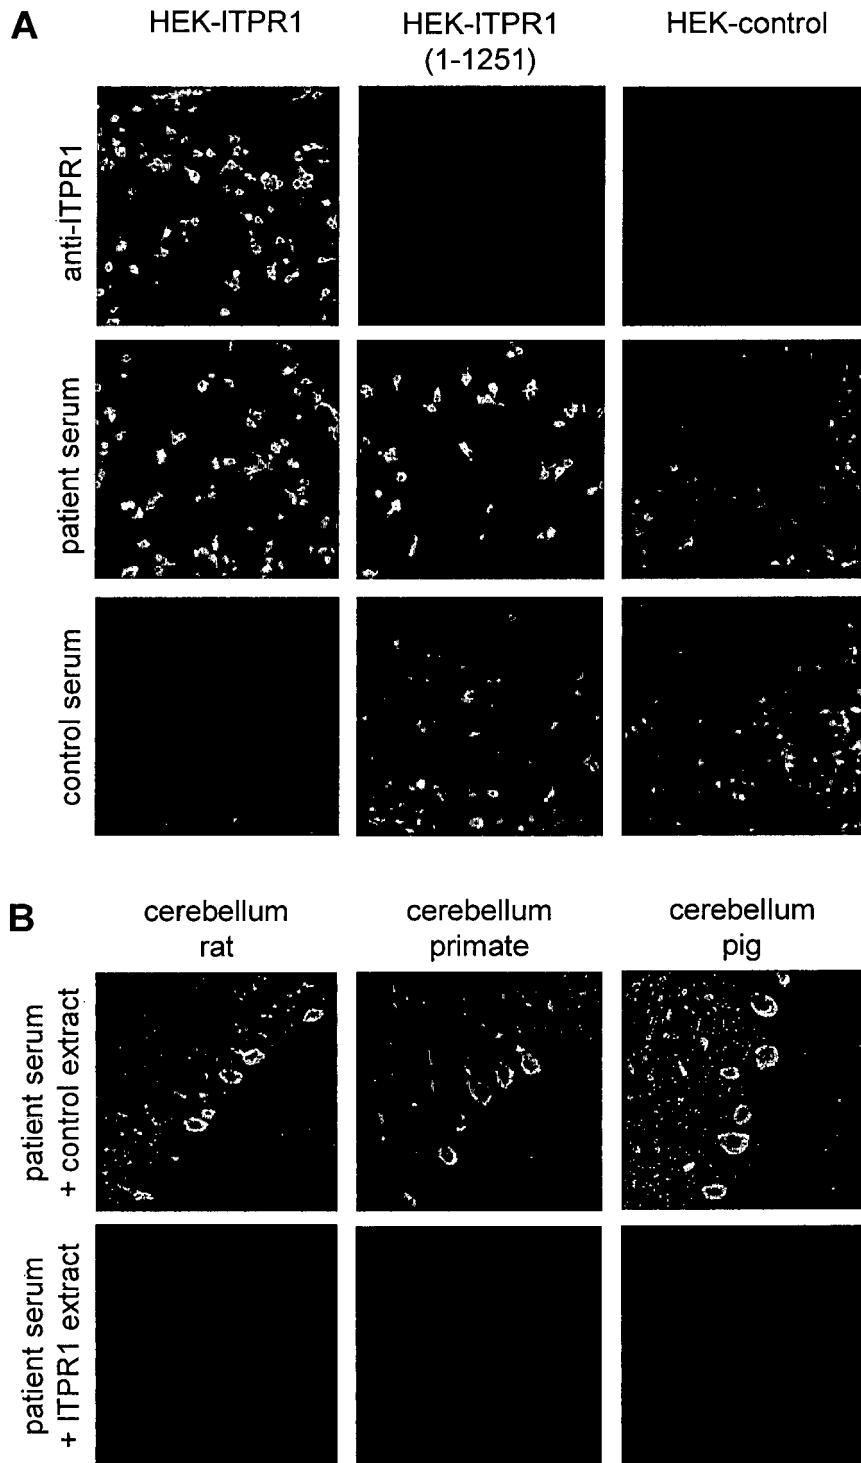 A
HEK-ITPR1
HEK-ITPR1
(1-1251)
HEK-control
anti-ITPR1
patient serum
control serum
B
cerebellum
rat
cerebellum
primate
cerebellum
pig
patient serum
+ control extract
patient serum
+ ITPR1 extract